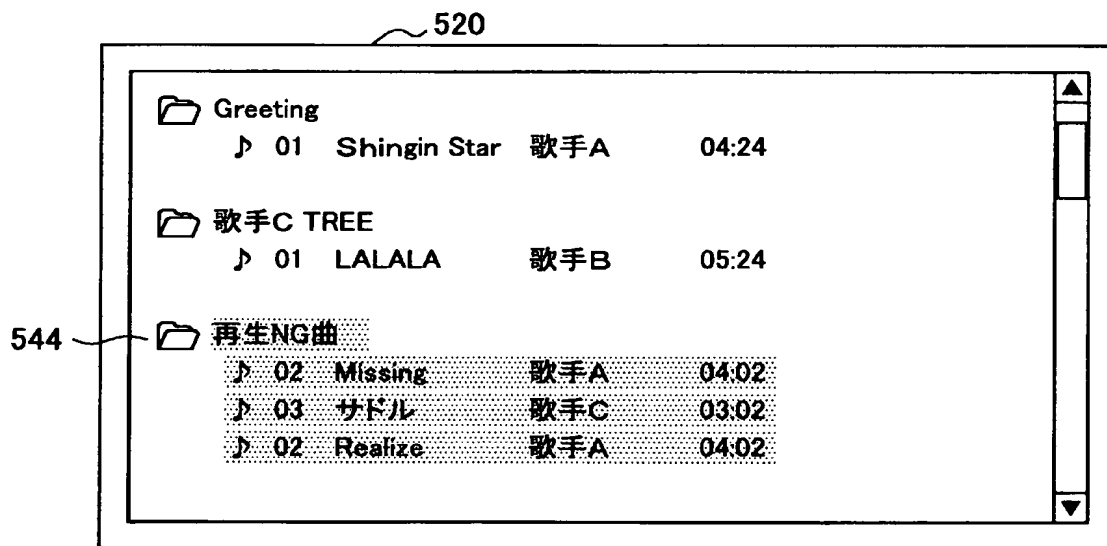 520
Greeting
♪ 01 Shingin Star 歌手A 04:24
歌手C TREE
♪ 01 LALALA 歌手B 05:24
544
再生NG曲
♪ 02 Missing 歌手A 04:02
♪ 03 サドル 歌手C 03:02
♪ 02 Realize 歌手A 04:02